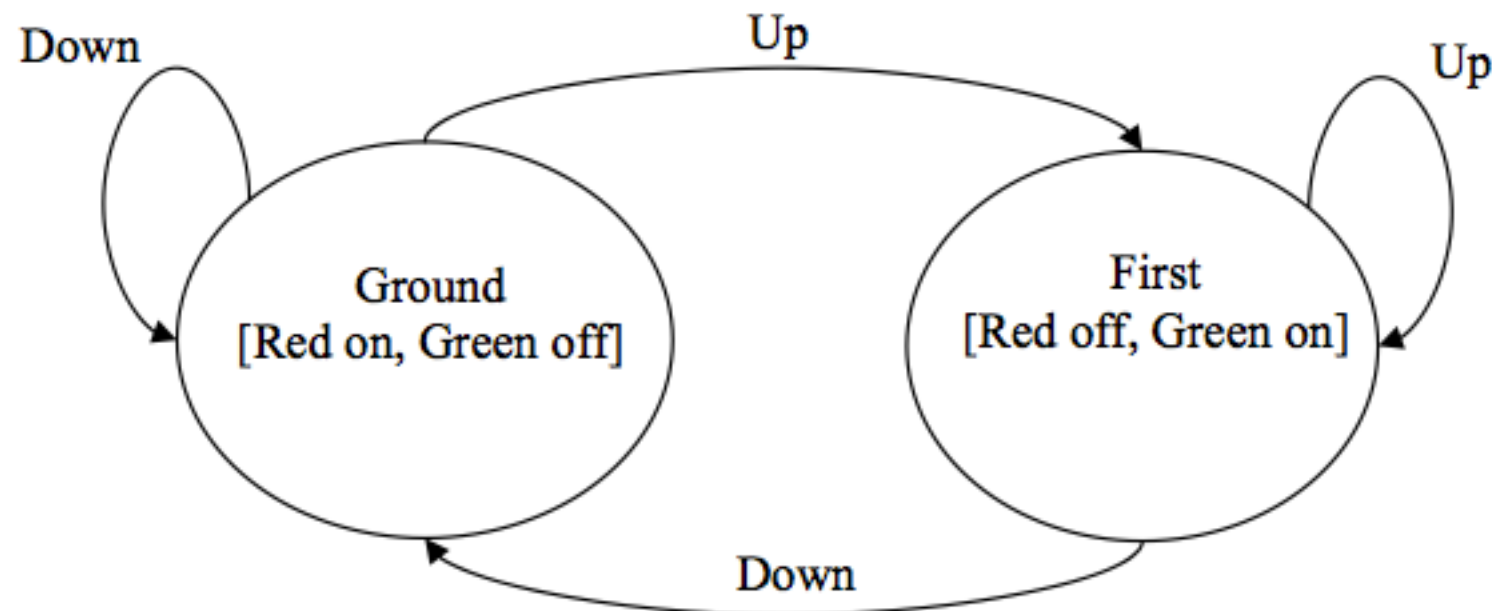 Down
Up
Up
Ground
[Red on, Green off]
First
[Red off, Green on]
Down